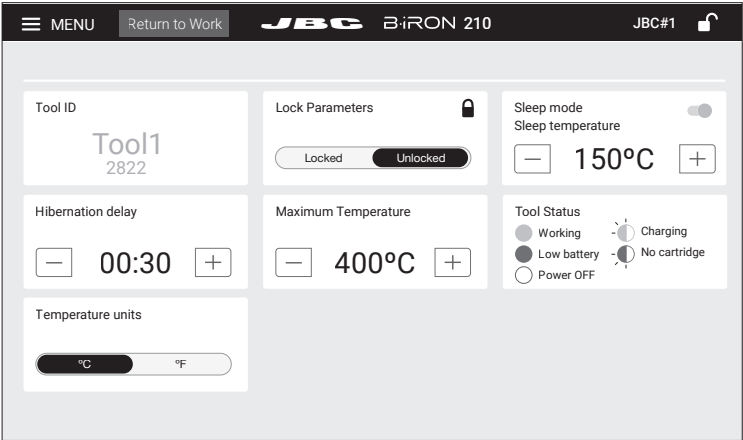 MENU Return to Work JBC B·iRON 210 JBC#1
Tool ID
Tool1
2822
Lock Parameters
Locked Unlocked
Sleep mode
Sleep temperature
— 150ºC +
Hibernation delay
— 00:30 +
Maximum Temperature
— 400ºC +
Tool Status
Working Charging
Low battery No cartridge
Power OFF
Temperature units
ºC ºF